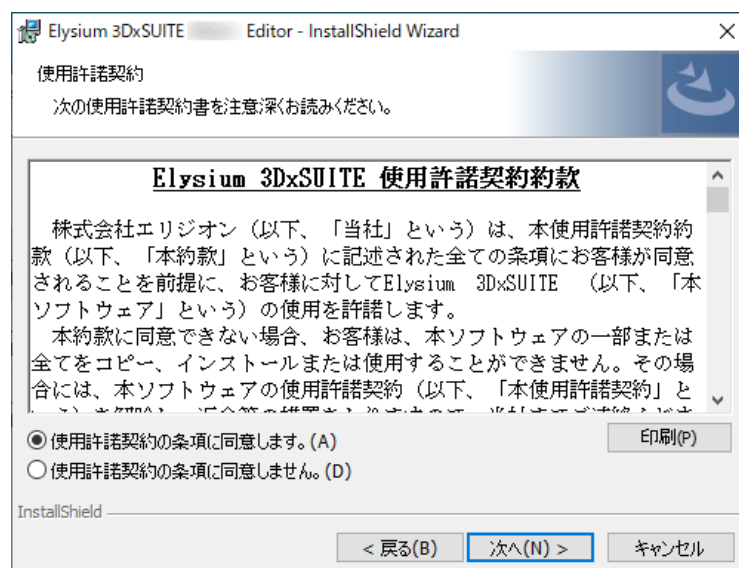 Elysium 3DxSUITE Editor - InstallShield Wizard
使用許諾契約
次の使用許諾契約書を注意深くお読みください。
Elysium 3DxSUITE 使用許諾契約約款
株式会社エリジオン（以下、「当社」という）は、本使用許諾契約約
款（以下、「本約款」という）に記述された全ての条項にお客様が同意
されることを前提に、お客様に対してElysium 3DxSUITE （以下、「本
ソフトウェア」という）の使用を許諾します。
本約款に同意できない場合、お客様は、本ソフトウェアの一部または
全てをコピー、インストールまたは使用することができません。その場
合には、本ソフトウェアの使用許諾契約（以下、「本使用許諾契約」と
使用許諾契約の条項に同意します。(A)
印刷(P)
使用許諾契約の条項に同意しません。(D)
InstallShield
< 戻る(B)
次へ(N) >
キャンセル